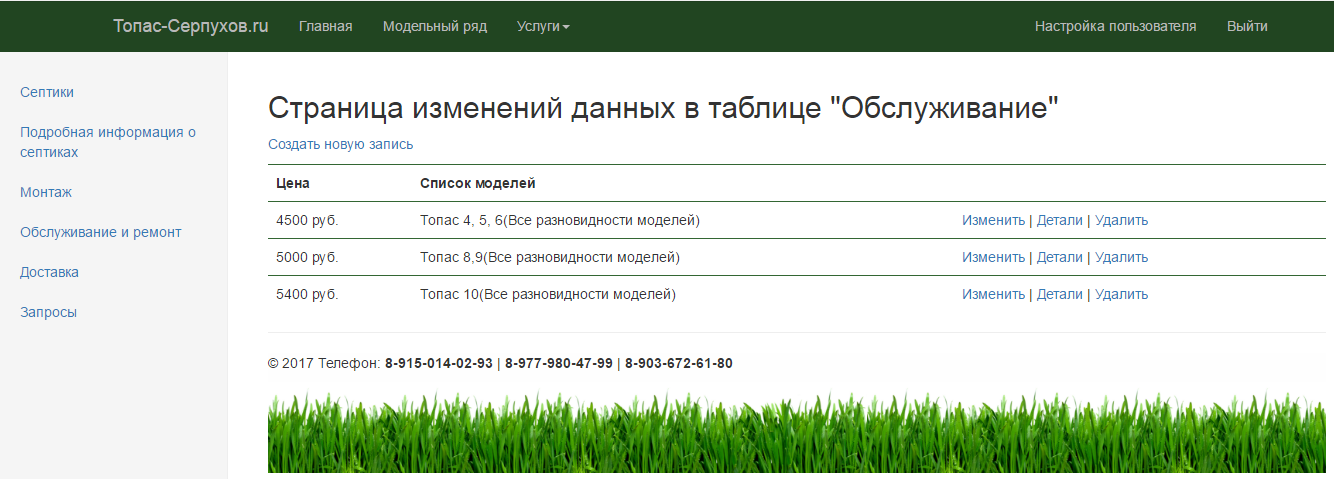 Топас-Серпухов.ru Главная Модельный ряд Услуги Настройка пользователя Выйти
Септики
Подробная информация о
септиках
Монтаж
Обслуживание и ремонт
Доставка
Запросы
Страница изменений данных в таблице "Обслуживание"
Создать новую запись
Цена Список моделей
4500 руб. Топас 4, 5, 6(Все разновидности моделей) Изменить | Детали | Удалить
5000 руб. Топас 8,9(Все разновидности моделей) Изменить | Детали | Удалить
5400 руб. Топас 10(Все разновидности моделей) Изменить | Детали | Удалить
© 2017 Телефон: 8-915-014-02-93 | 8-977-980-47-99 | 8-903-672-61-80